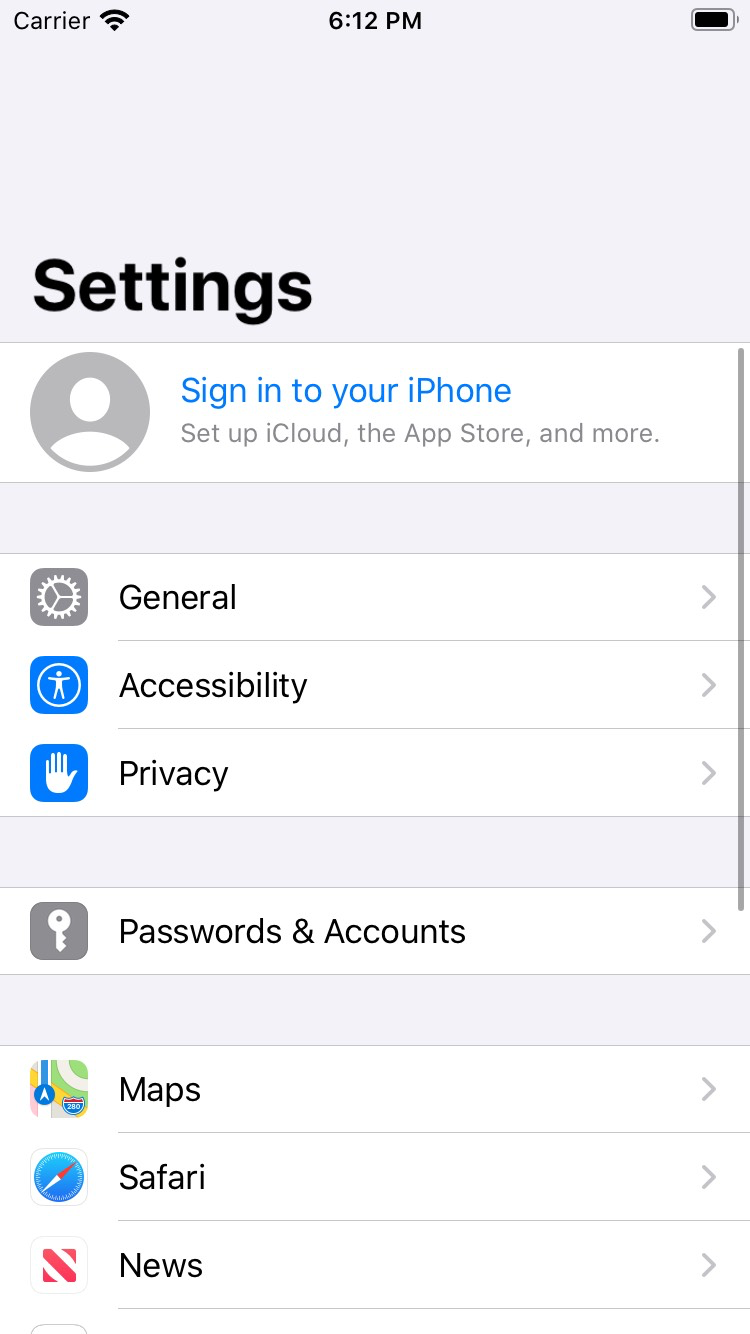 Carrier 6:12 PM
Settings
Sign in to your iPhone
Set up iCloud, the App Store, and more.
General
Accessibility
Privacy
Passwords & Accounts
Maps
280
Safari
News